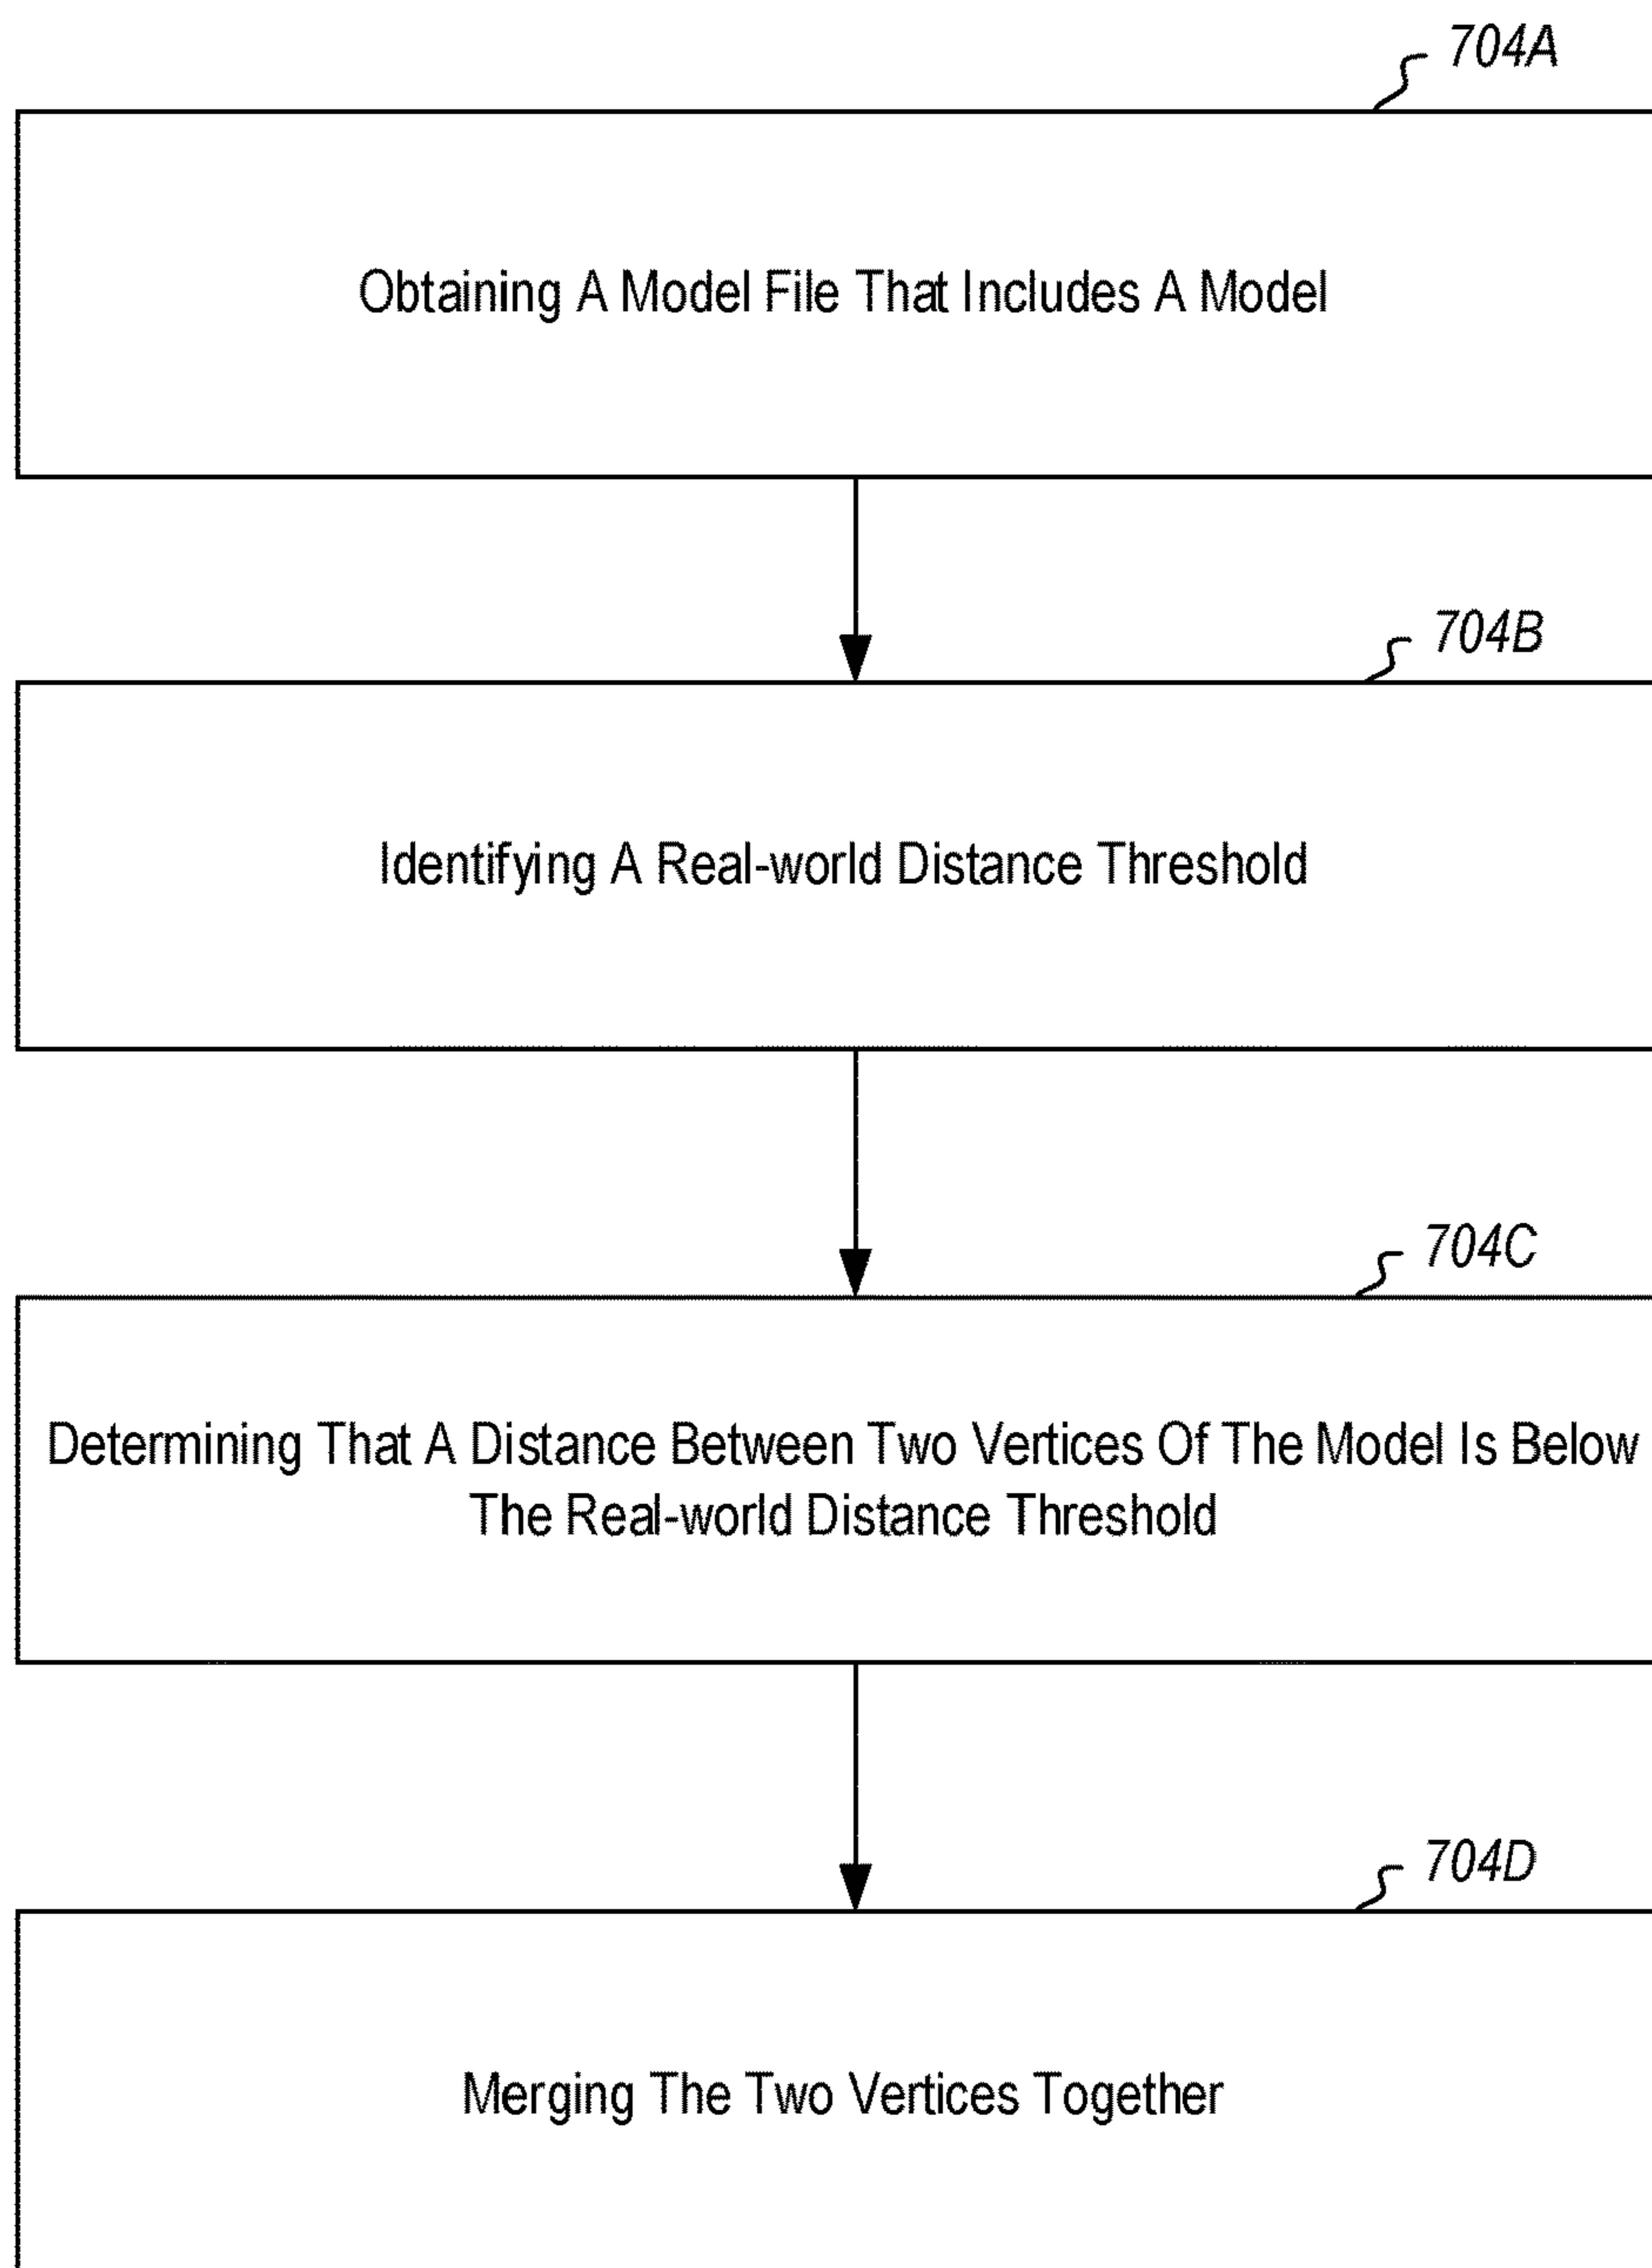 704A
Obtaining A Model File That Includes A Model
704B
Identifying A Real-world Distance Threshold
704C
Determining That A Distance Between Two Vertices Of The Model Is Below
The Real-world Distance Threshold
704D
Merging The Two Vertices Together